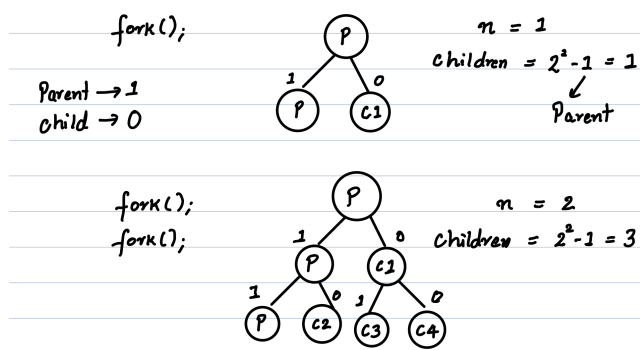 fork();
Parent → 1
child → 0
P
1 0
P C1
n = 1
children = 2² - 1 = 1
Parent
fork();
fork();
P
1 0
P C1
1 0 1 0
P C2 C3 C4
n = 2
children = 2² - 1 = 3